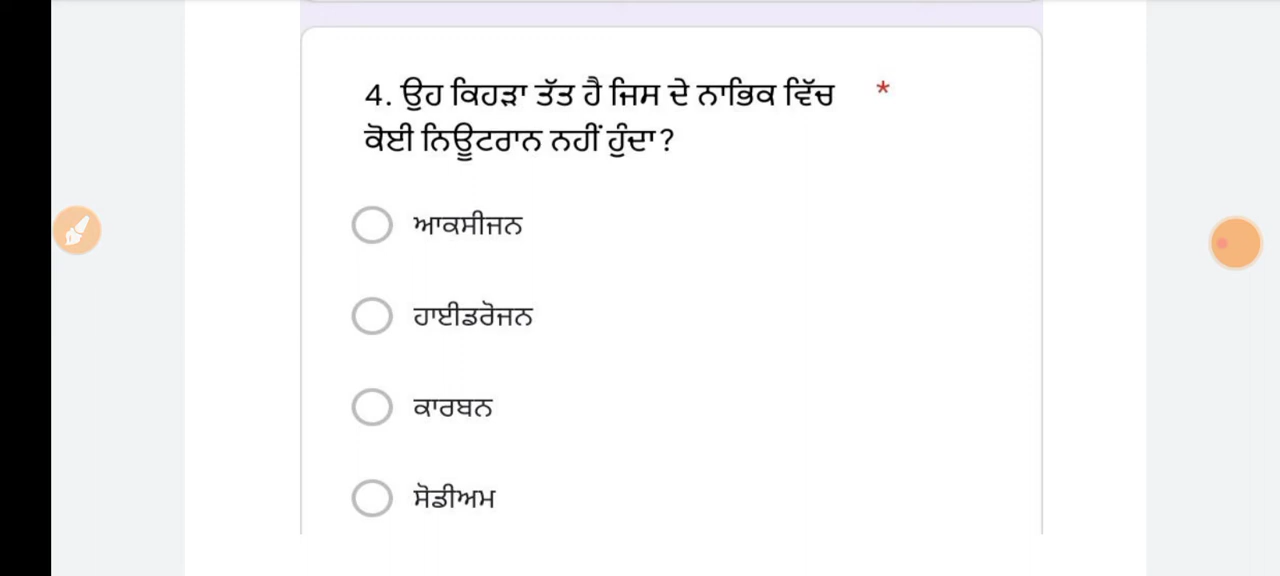 4. ਉਹ ਕਿਹੜਾ ਤੱਤ ਹੈ ਜਿਸ ਦੇ ਨਾਭਿਕ ਵਿੱਚ *
ਕੋਈ ਨਿਊਟਰਾਨ ਨਹੀਂ ਹੁੰਦਾ?
ਆਕਸੀਜਨ
ਹਾਈਡਰੋਜਨ
ਕਾਰਬਨ
ਸੋਡੀਅਮ